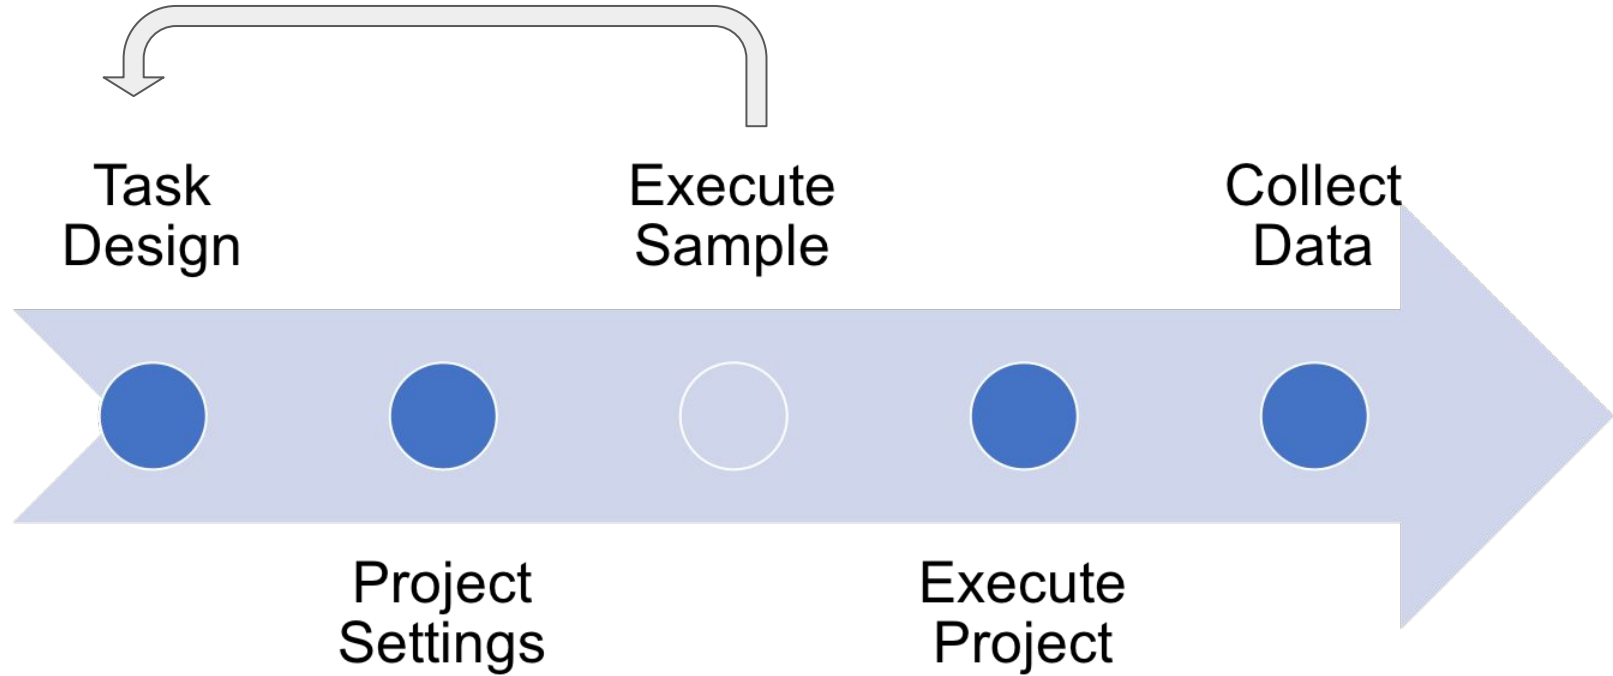 Task
Design
Execute
Sample
Collect
Data
Project
Settings
Execute
Project